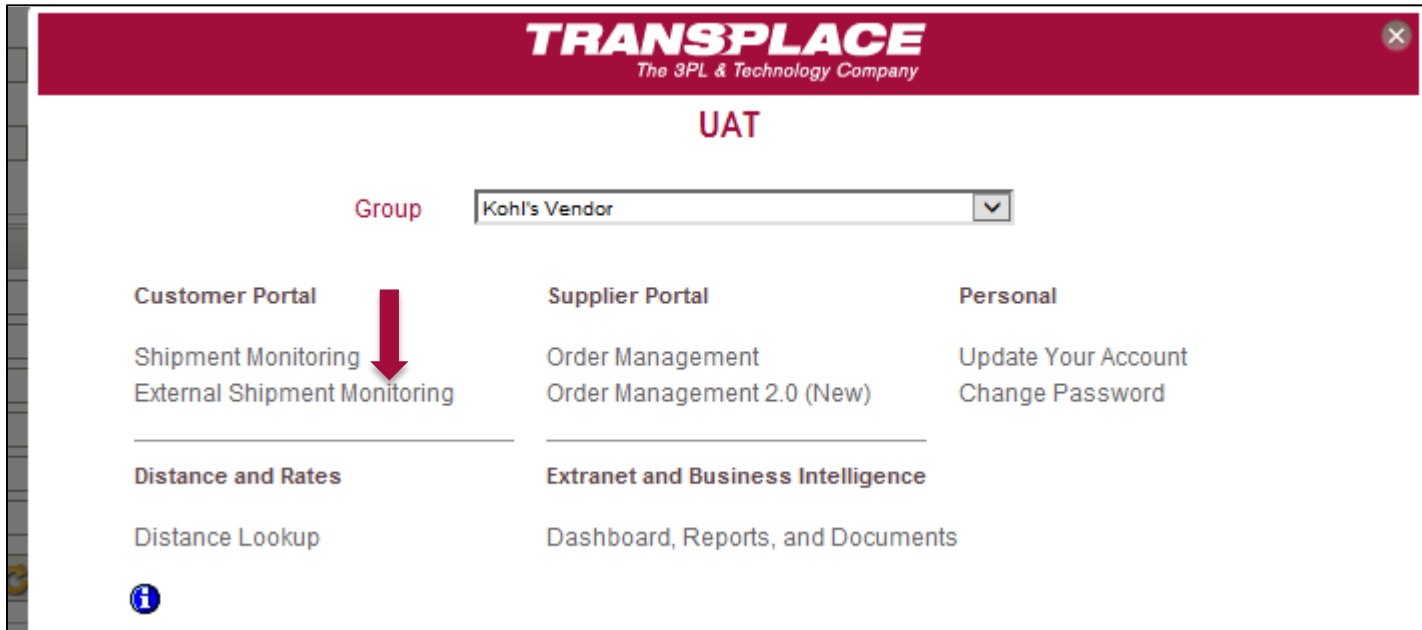 TRANSPLACE
The 3PL & Technology Company
UAT
Group Kohl's Vendor
Customer Portal Supplier Portal Personal
Shipment Monitoring Order Management Update Your Account
External Shipment Monitoring Order Management 2.0 (New) Change Password
Distance and Rates Extranet and Business Intelligence
Distance Lookup Dashboard, Reports, and Documents